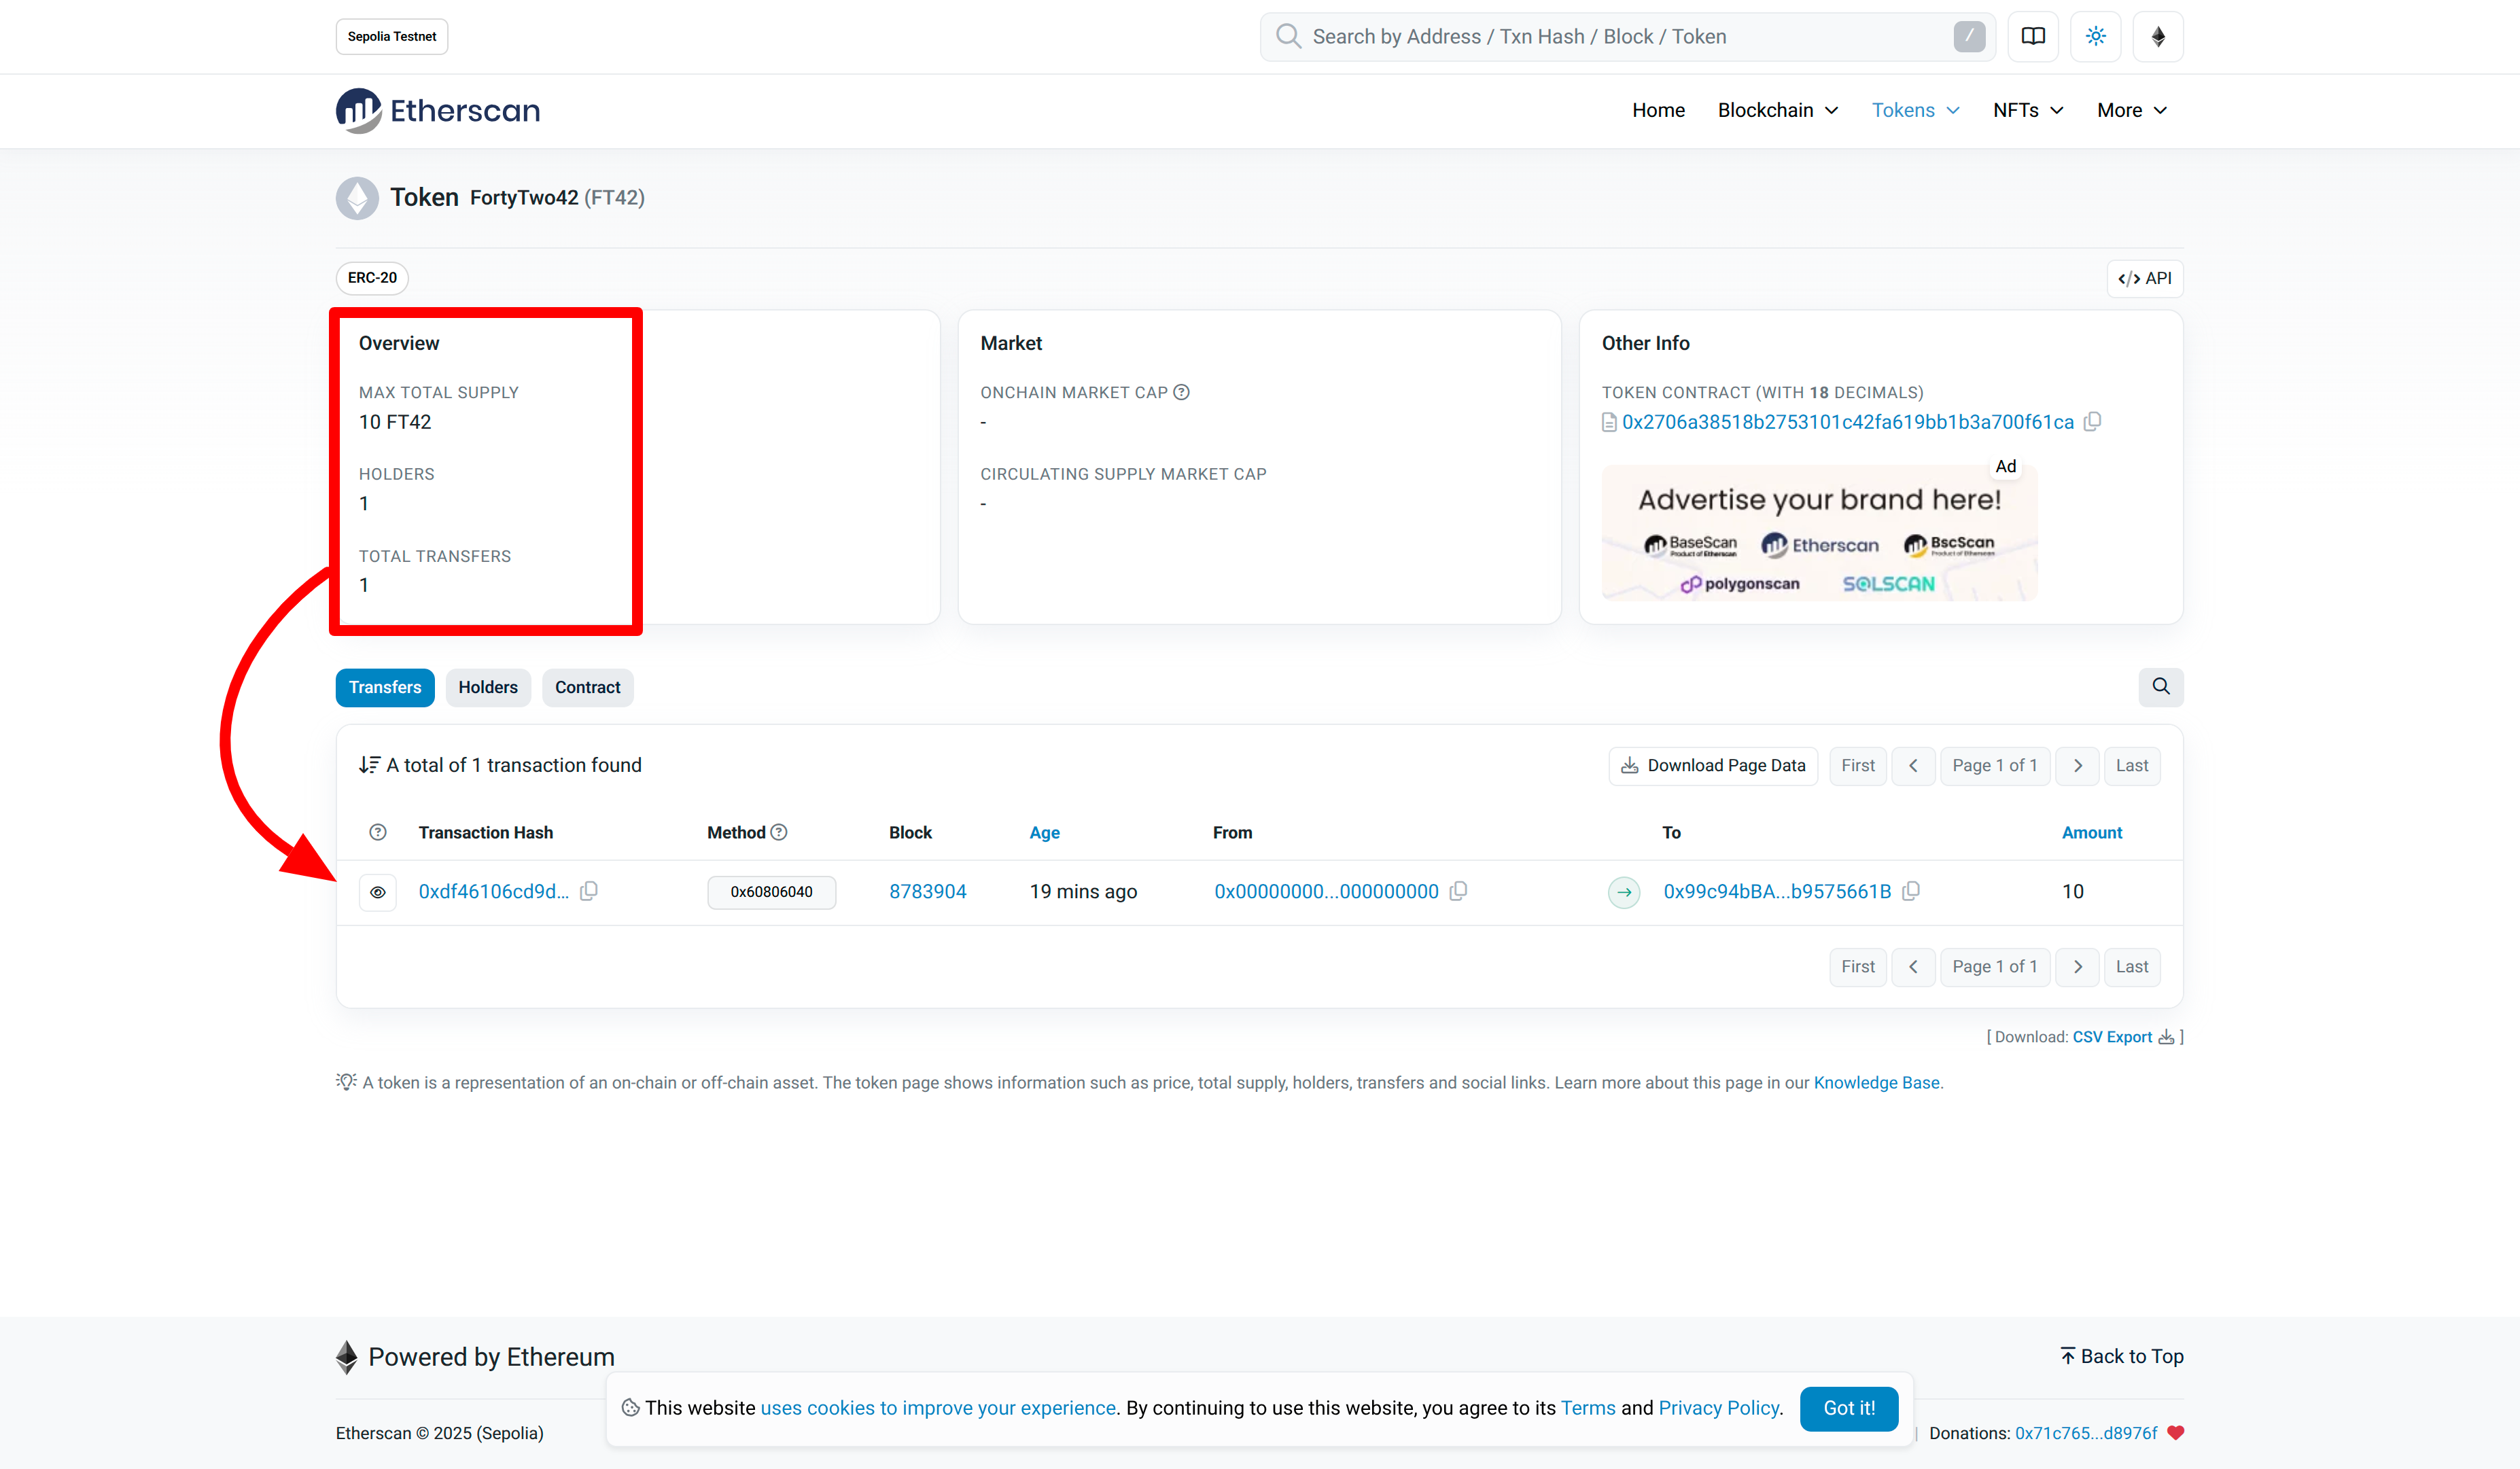 Sepolia Testnet
Search by Address / Txn Hash / Block / Token /
Etherscan
Home Blockchain Tokens NFTs More
Token FortyTwo42 (FT42)
ERC-20
</> API
Overview
MAX TOTAL SUPPLY
10 FT42
HOLDERS
1
TOTAL TRANSFERS
1
Market
ONCHAIN MARKET CAP
-
CIRCULATING SUPPLY MARKET CAP
-
Other Info
TOKEN CONTRACT (WITH 18 DECIMALS)
0x2706a38518b2753101c42fa619bb1b3a700f61ca
Ad
Advertise your brand here!
BaseScan Product of Etherscan Etherscan BscScan Product of Etherscan
polygonscan SOLSCAN
Transfers Holders Contract
A total of 1 transaction found
Download Page Data First Page 1 of 1 Last
Transaction Hash Method Block Age From To Amount
0xdf46106cd9d... 0x60806040 8783904 19 mins ago 0x00000000...000000000 0x99c94bBA...b9575661B 10
First Page 1 of 1 Last
[ Download: CSV Export ]
A token is a representation of an on-chain or off-chain asset. The token page shows information such as price, total supply, holders, transfers and social links. Learn more about this page in our Knowledge Base.
Powered by Ethereum
Back to Top
This website uses cookies to improve your experience. By continuing to use this website, you agree to its Terms and Privacy Policy. Got it!
Etherscan © 2025 (Sepolia)
| Donations: 0x71c765...d8976f